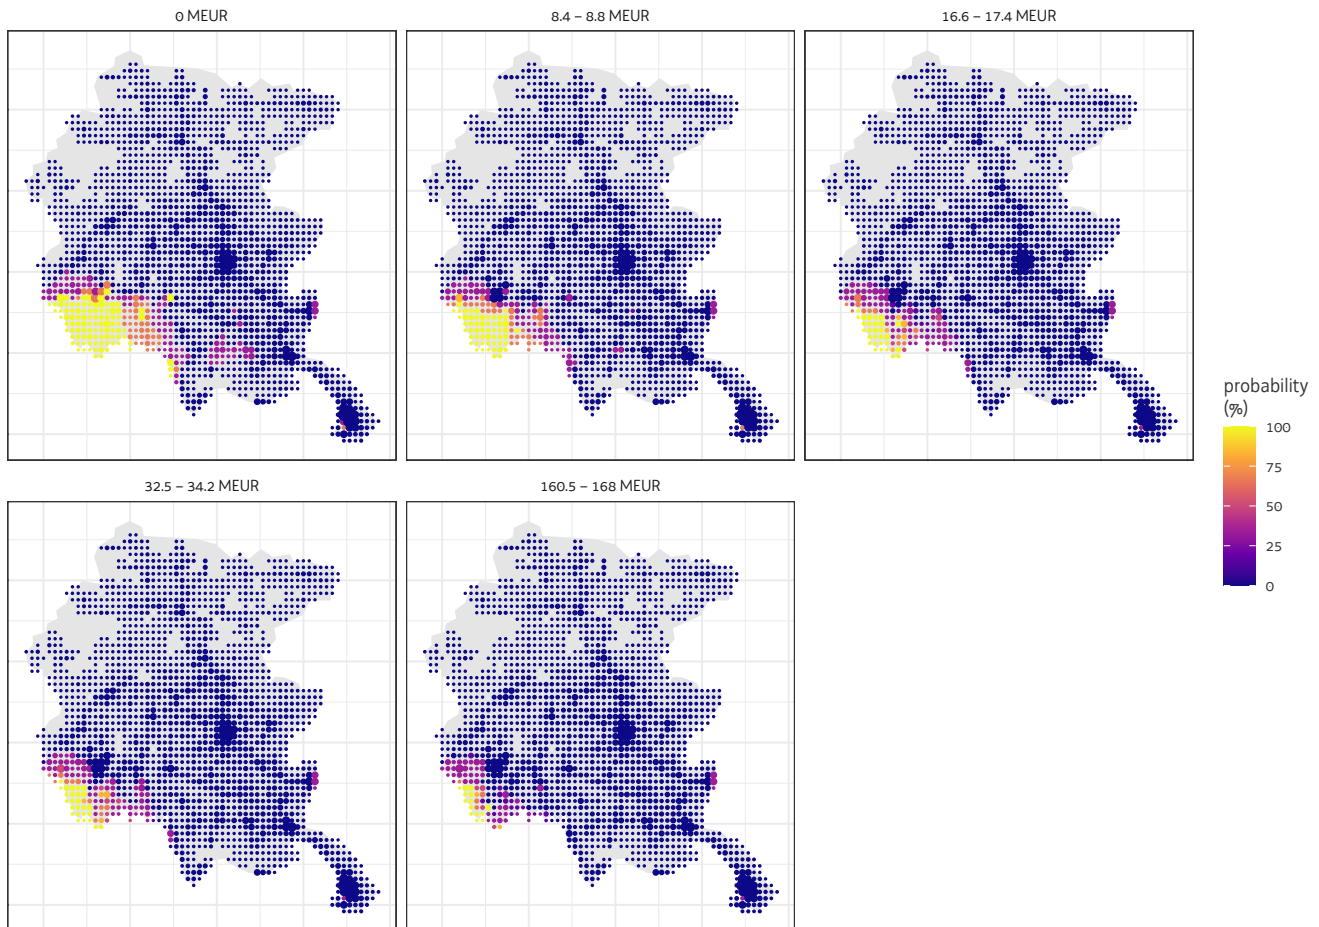 0 MEUR
8.4 – 8.8 MEUR
16.6 – 17.4 MEUR
32.5 – 34.2 MEUR
160.5 – 168 MEUR
probability
(%)
100
75
50
25
0